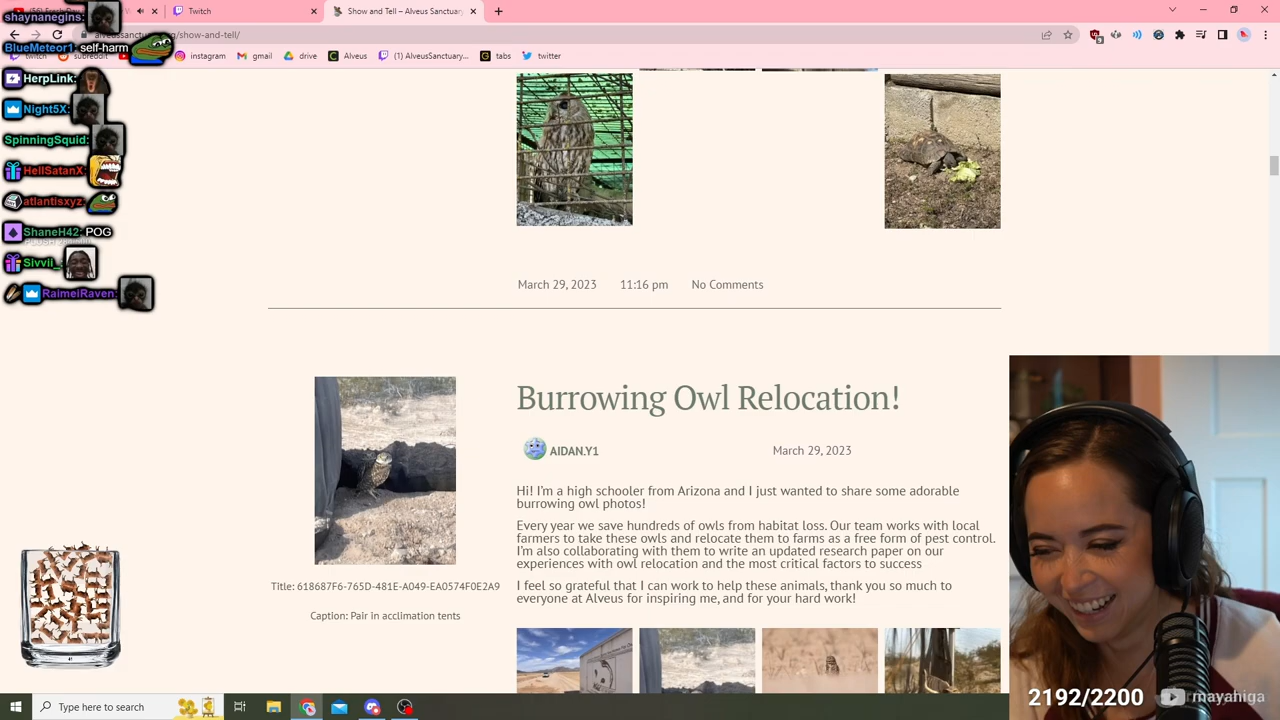 shaynanegins:
Twitch
Show and Tell – Alveus Sanctuary
/show-and-tell/
BlueMeteor1: self-harm
twitch
subreddit
instagram
gmail
drive
Alveus
(1) AlveusSanctuary...
tabs
twitter
HerpLink:
Night5X:
SpinningSquid:
HellSatanX:
atlantisxyz:
ShaneH42: POG
Sivvii_:
RaimeiRaven:
March 29, 2023 11:16 pm No Comments
Burrowing Owl Relocation!
AIDAN.Y1 March 29, 2023
Hi! I'm a high schooler from Arizona and I just wanted to share some adorable
burrowing owl photos!
Every year we save hundreds of owls from habitat loss. Our team works with local
farmers to take these owls and relocate them to farms as a free form of pest control.
I'm also collaborating with them to write an updated research paper on our
experiences with owl relocation and the most critical factors to success
I feel so grateful that I can work to help these animals, thank you so much to
everyone at Alveus for inspiring me, and for your hard work!
Title: 618687F6-765D-481E-A049-EA0574F0E2A9
Caption: Pair in acclimation tents
2192/2200
mayahiga
Type here to search